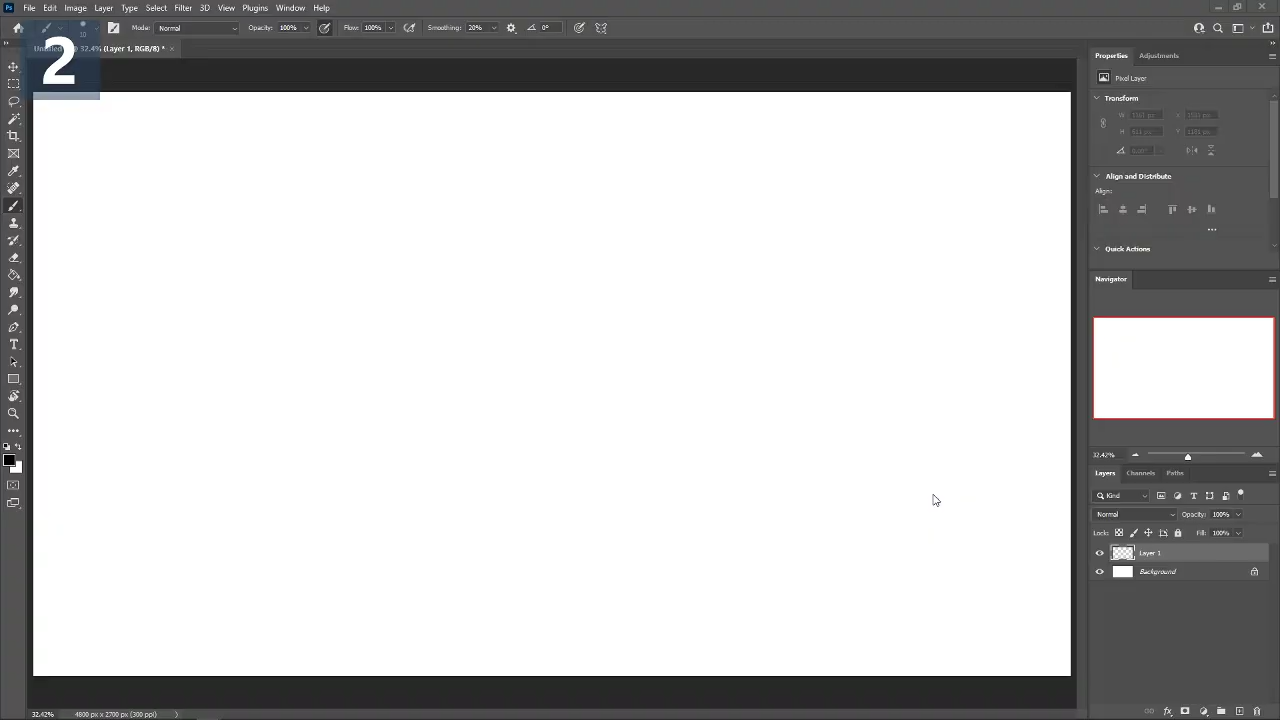 Ps File Edit Image Layer Type Select Filter 3D View Plugins Window Help
10 Mode: Normal Opacity: 100% Flow: 100% Smoothing: 20% 0°
2
32.4% (Layer 1, RGB/8) * ×
Properties Adjustments
Pixel Layer
Transform
W X
H Y
Align and Distribute
Align:
Quick Actions
Navigator
32.42%
Layers Channels Paths
Kind
Normal Opacity: 100%
Lock: Fill: 100%
Layer 1
Background
32.42% 4800 px x 2700 px (300 ppi)